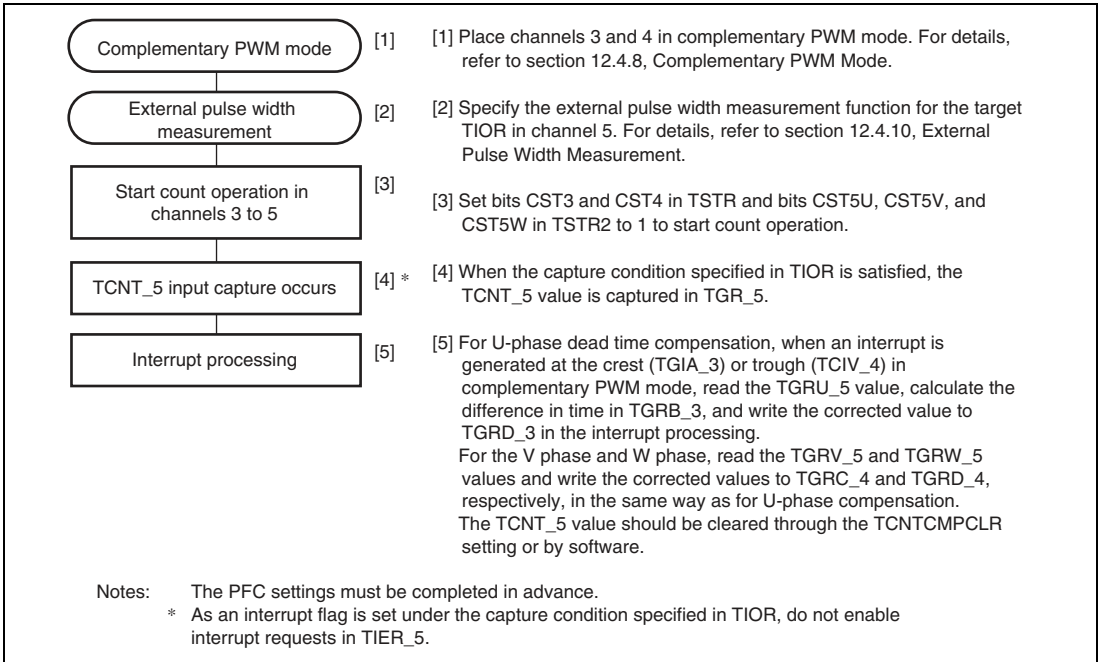 Complementary PWM mode
[1]
External pulse width
measurement
[2]
Start count operation in
channels 3 to 5
[3]
TCNT_5 input capture occurs
[4] *
Interrupt processing
[5]
[1] Place channels 3 and 4 in complementary PWM mode. For details,
refer to section 12.4.8, Complementary PWM Mode.
[2] Specify the external pulse width measurement function for the target
TIOR in channel 5. For details, refer to section 12.4.10, External
Pulse Width Measurement.
[3] Set bits CST3 and CST4 in TSTR and bits CST5U, CST5V, and
CST5W in TSTR2 to 1 to start count operation.
[4] When the capture condition specified in TIOR is satisfied, the
TCNT_5 value is captured in TGR_5.
[5] For U-phase dead time compensation, when an interrupt is
generated at the crest (TGIA_3) or trough (TCIV_4) in
complementary PWM mode, read the TGRU_5 value, calculate the
difference in time in TGRB_3, and write the corrected value to
TGRD_3 in the interrupt processing.
For the V phase and W phase, read the TGRV_5 and TGRW_5
values and write the corrected values to TGRC_4 and TGRD_4,
respectively, in the same way as for U-phase compensation.
The TCNT_5 value should be cleared through the TCNTCMPCLR
setting or by software.
Notes: The PFC settings must be completed in advance.
* As an interrupt flag is set under the capture condition specified in TIOR, do not enable
interrupt requests in TIER_5.